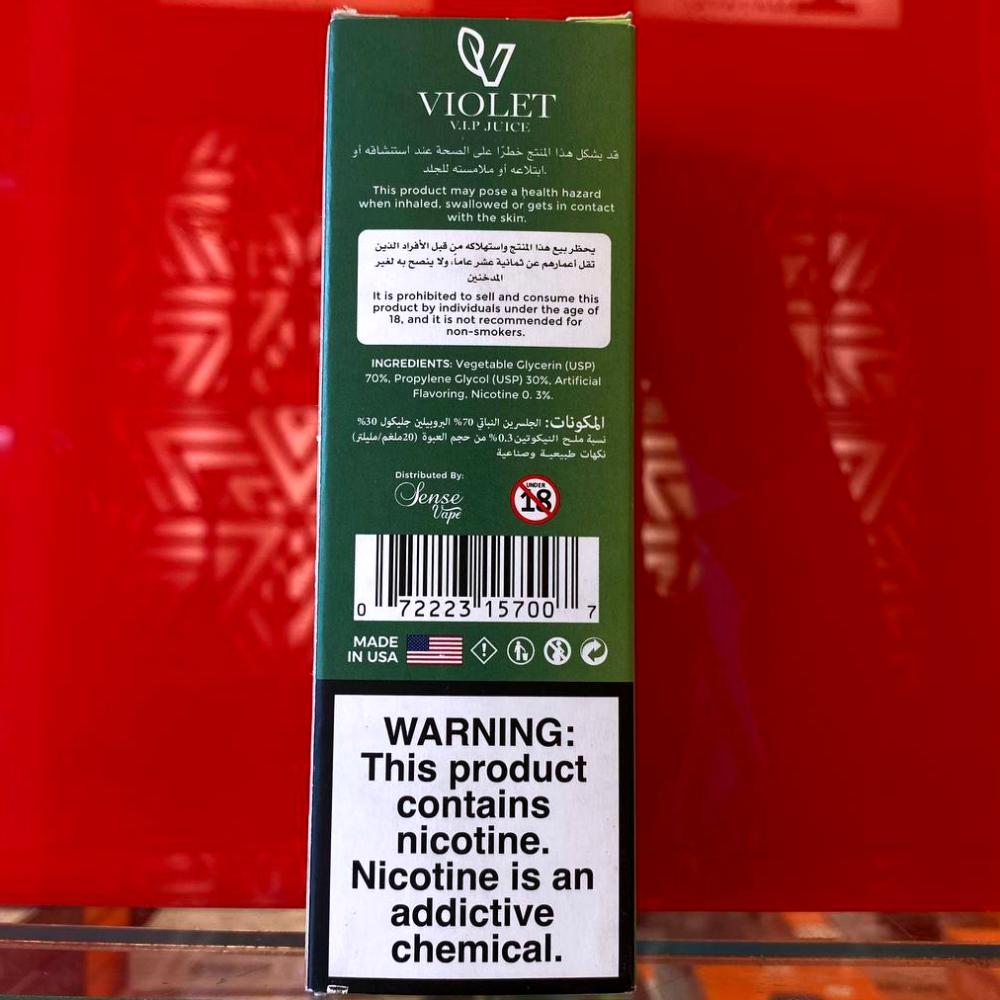 VIOLET
V.I.P JUICE
قد يشكل هذا المنتج خطرًا على الصحة عند استنشاقه أو
ابتلاعه أو ملامسته للجلد.
This product may pose a health hazard
when inhaled, swallowed or gets in contact
with the skin.
يحظر بيع هذا المنتج واستهلاكه من قبل الأفراد الذين
تقل أعمارهم عن ثمانية عشر عاماً، ولا ينصح به لغير
المدخنين
It is prohibited to sell and consume this
product by individuals under the age of
18, and it is not recommended for
non-smokers.
INGREDIENTS: Vegetable Glycerin (USP)
70%, Propylene Glycol (USP) 30%, Artificial
Flavoring, Nicotine 0. 3%.
المكونات: الجلسرين النباتي 70% البروبيلين جليكول 30%
نسبة ملح النيكوتين 0.3% من حجم العبوة (20ملغم/مليلتر)
نكهات طبيعية وصناعية
Distributed By:
Sense
Vape
UNDER
18
0 72223 15700 7
MADE
IN USA
WARNING:
This product
contains
nicotine.
Nicotine is an
addictive
chemical.